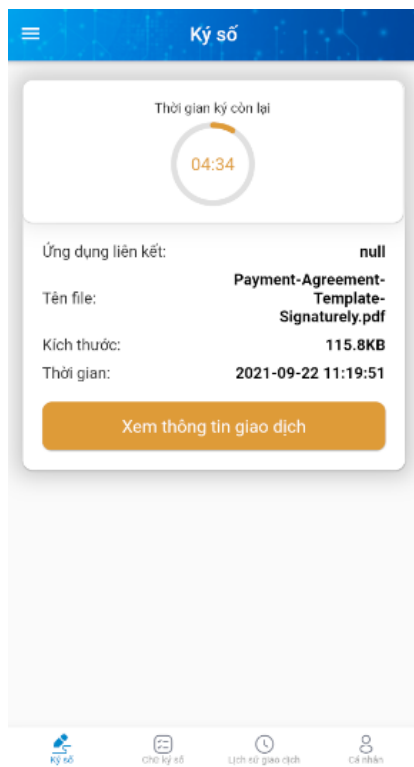 Ký số
Thời gian ký còn lại
04:34
Ứng dụng liên kết: null
Tên file: Payment-Agreement-
Template-
Signaturely.pdf
Kích thước: 115.8KB
Thời gian: 2021-09-22 11:19:51
Xem thông tin giao dịch
Ký số Chữ ký số Lịch sử giao dịch Cá nhân